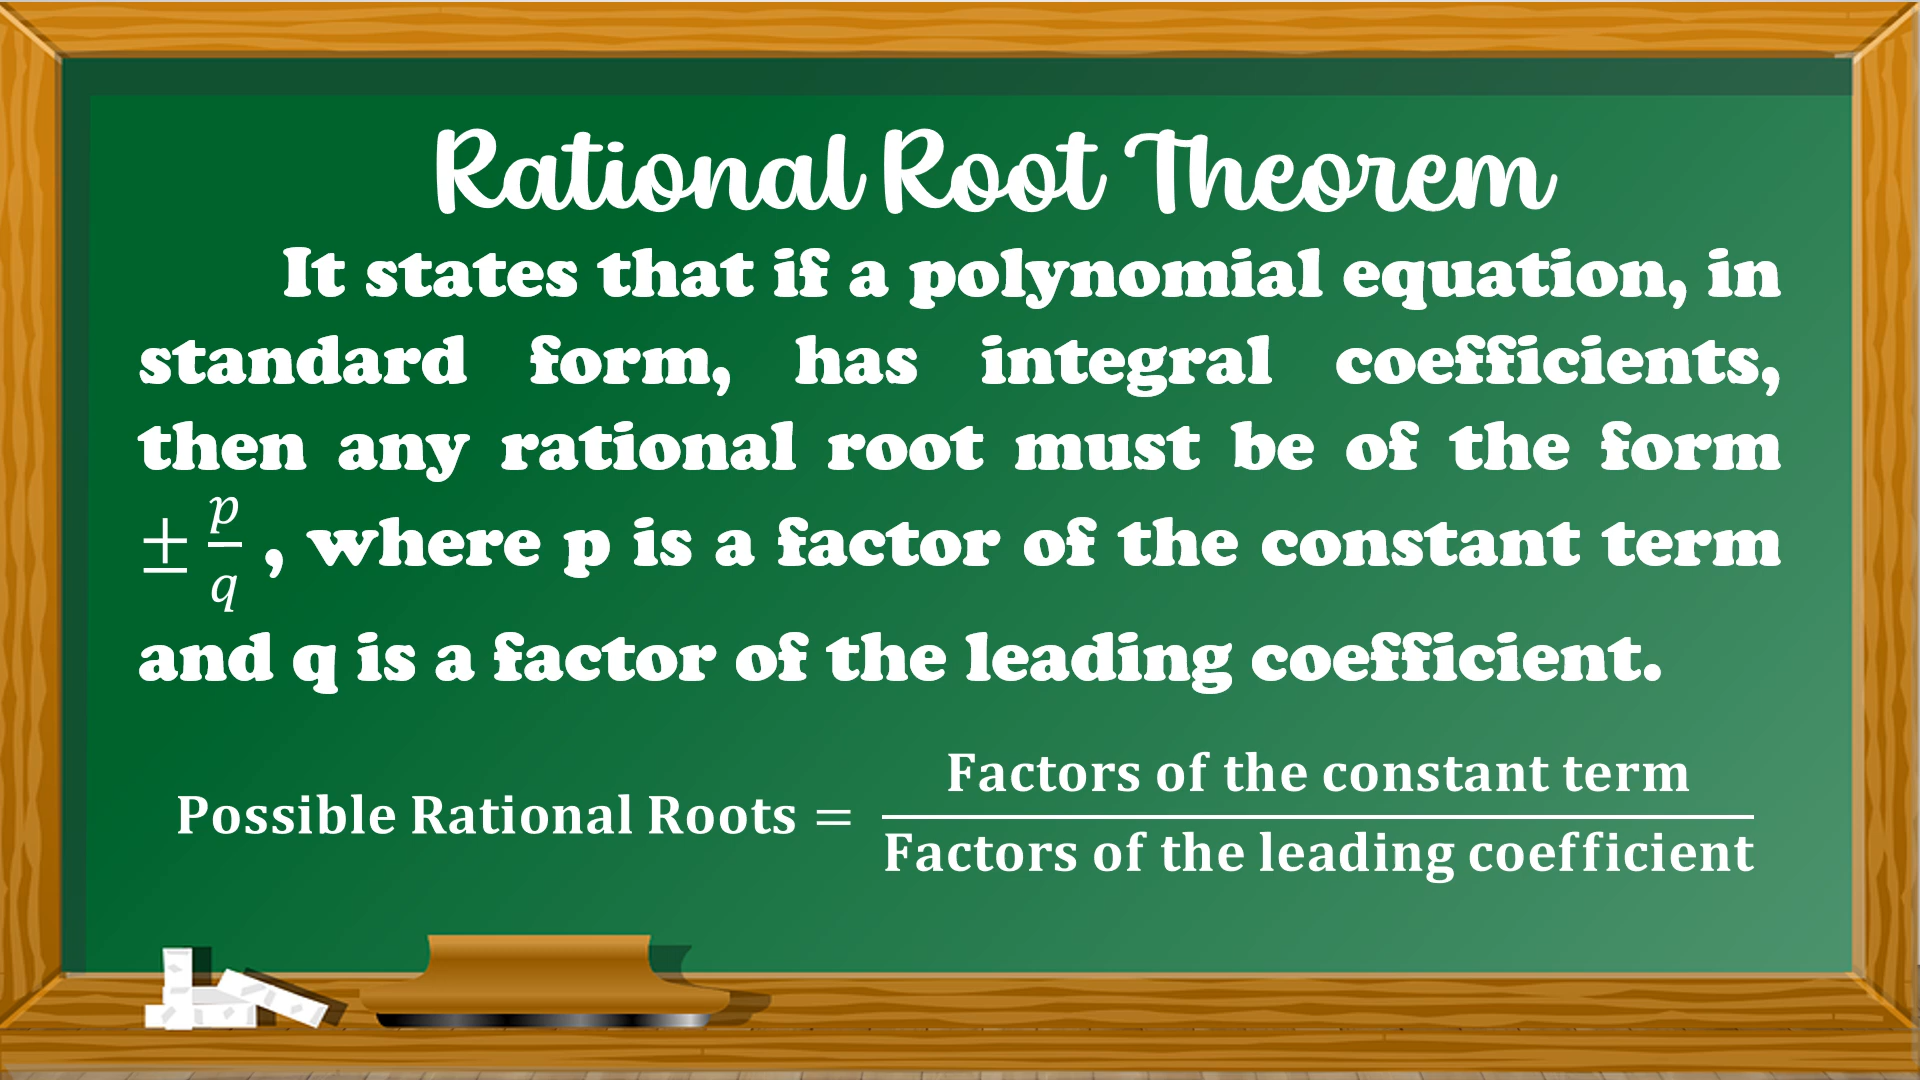 Rational Root Theorem
It states that if a polynomial equation, in
standard form, has integral coefficients,
then any rational root must be of the form
± p/q , where p is a factor of the constant term
and q is a factor of the leading coefficient.
Possible Rational Roots = Factors of the constant term / Factors of the leading coefficient